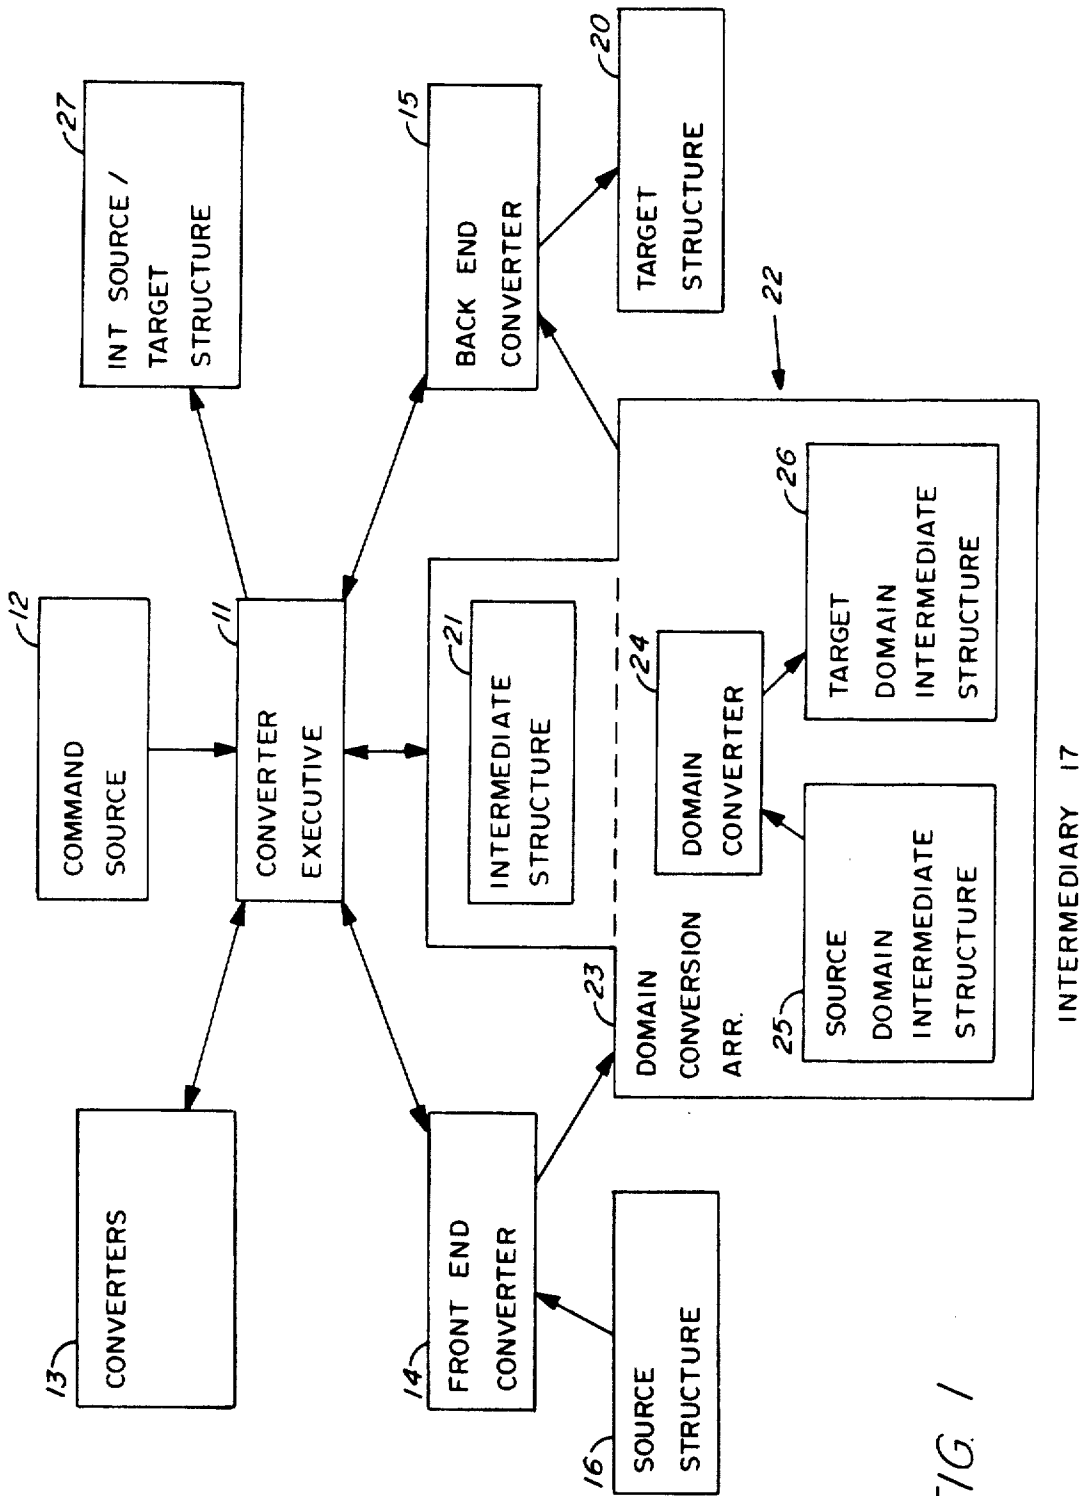 12
COMMAND
SOURCE
13
CONVERTERS
27
INT SOURCE /
TARGET
STRUCTURE
11
CONVERTER
EXECUTIVE
14
FRONT END
CONVERTER
15
BACK END
CONVERTER
21
INTERMEDIATE
STRUCTURE
16
SOURCE
STRUCTURE
20
TARGET
STRUCTURE
23
DOMAIN
CONVERSION
ARR.
24
DOMAIN
CONVERTER
22
25
SOURCE
DOMAIN
INTERMEDIATE
STRUCTURE
26
TARGET
DOMAIN
INTERMEDIATE
STRUCTURE
INTERMEDIARY 17
FIG. 1